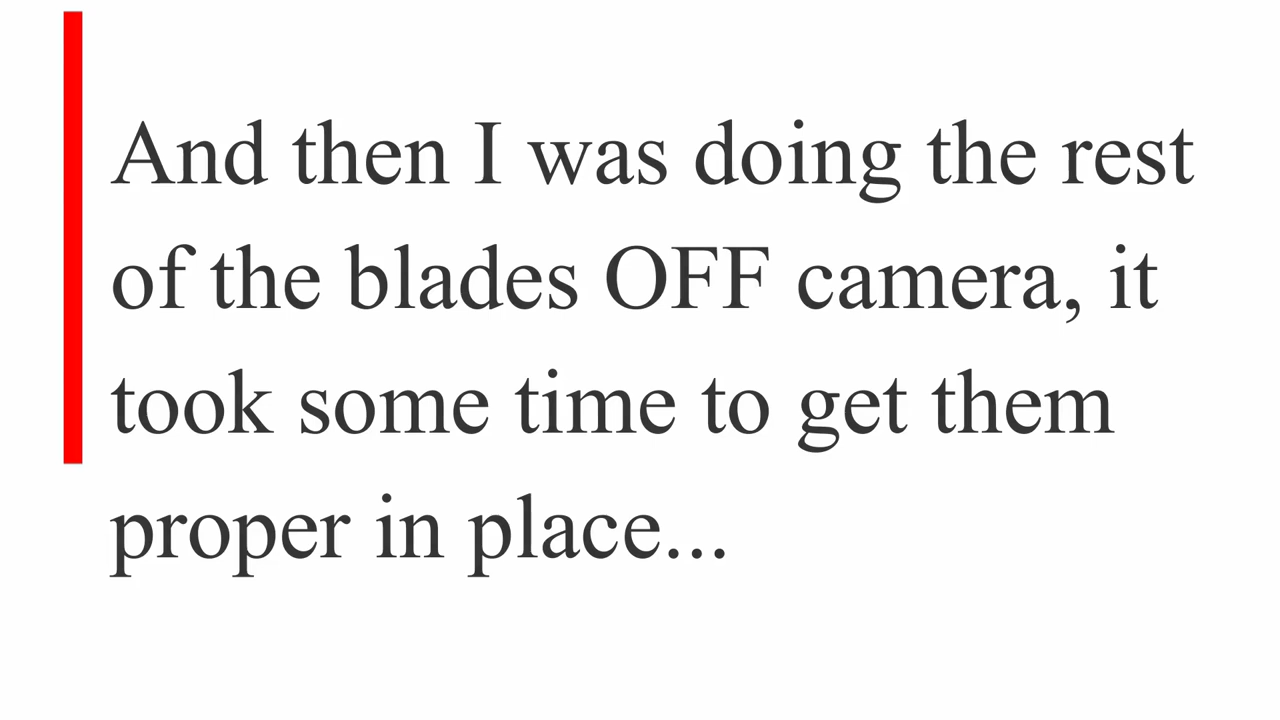 And then I was doing the rest
of the blades OFF camera, it
took some time to get them
proper in place...